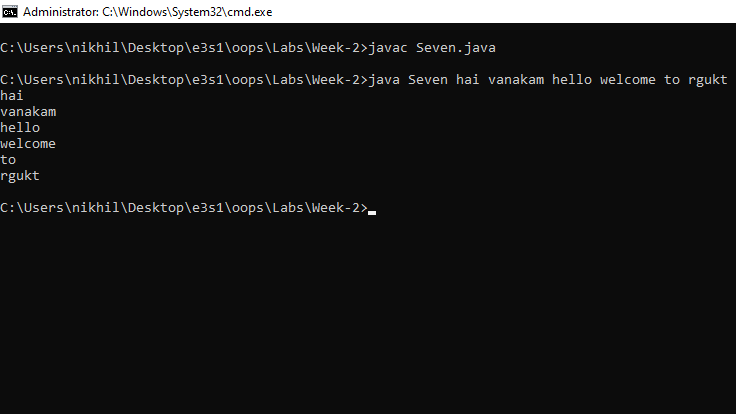 Administrator: C:\Windows\System32\cmd.exe
C:\Users\nikhil\Desktop\e3s1\oops\Labs\Week-2>javac Seven.java
C:\Users\nikhil\Desktop\e3s1\oops\Labs\Week-2>java Seven hai vanakam hello welcome to rgukt
hai
vanakam
hello
welcome
to
rgukt
C:\Users\nikhil\Desktop\e3s1\oops\Labs\Week-2>